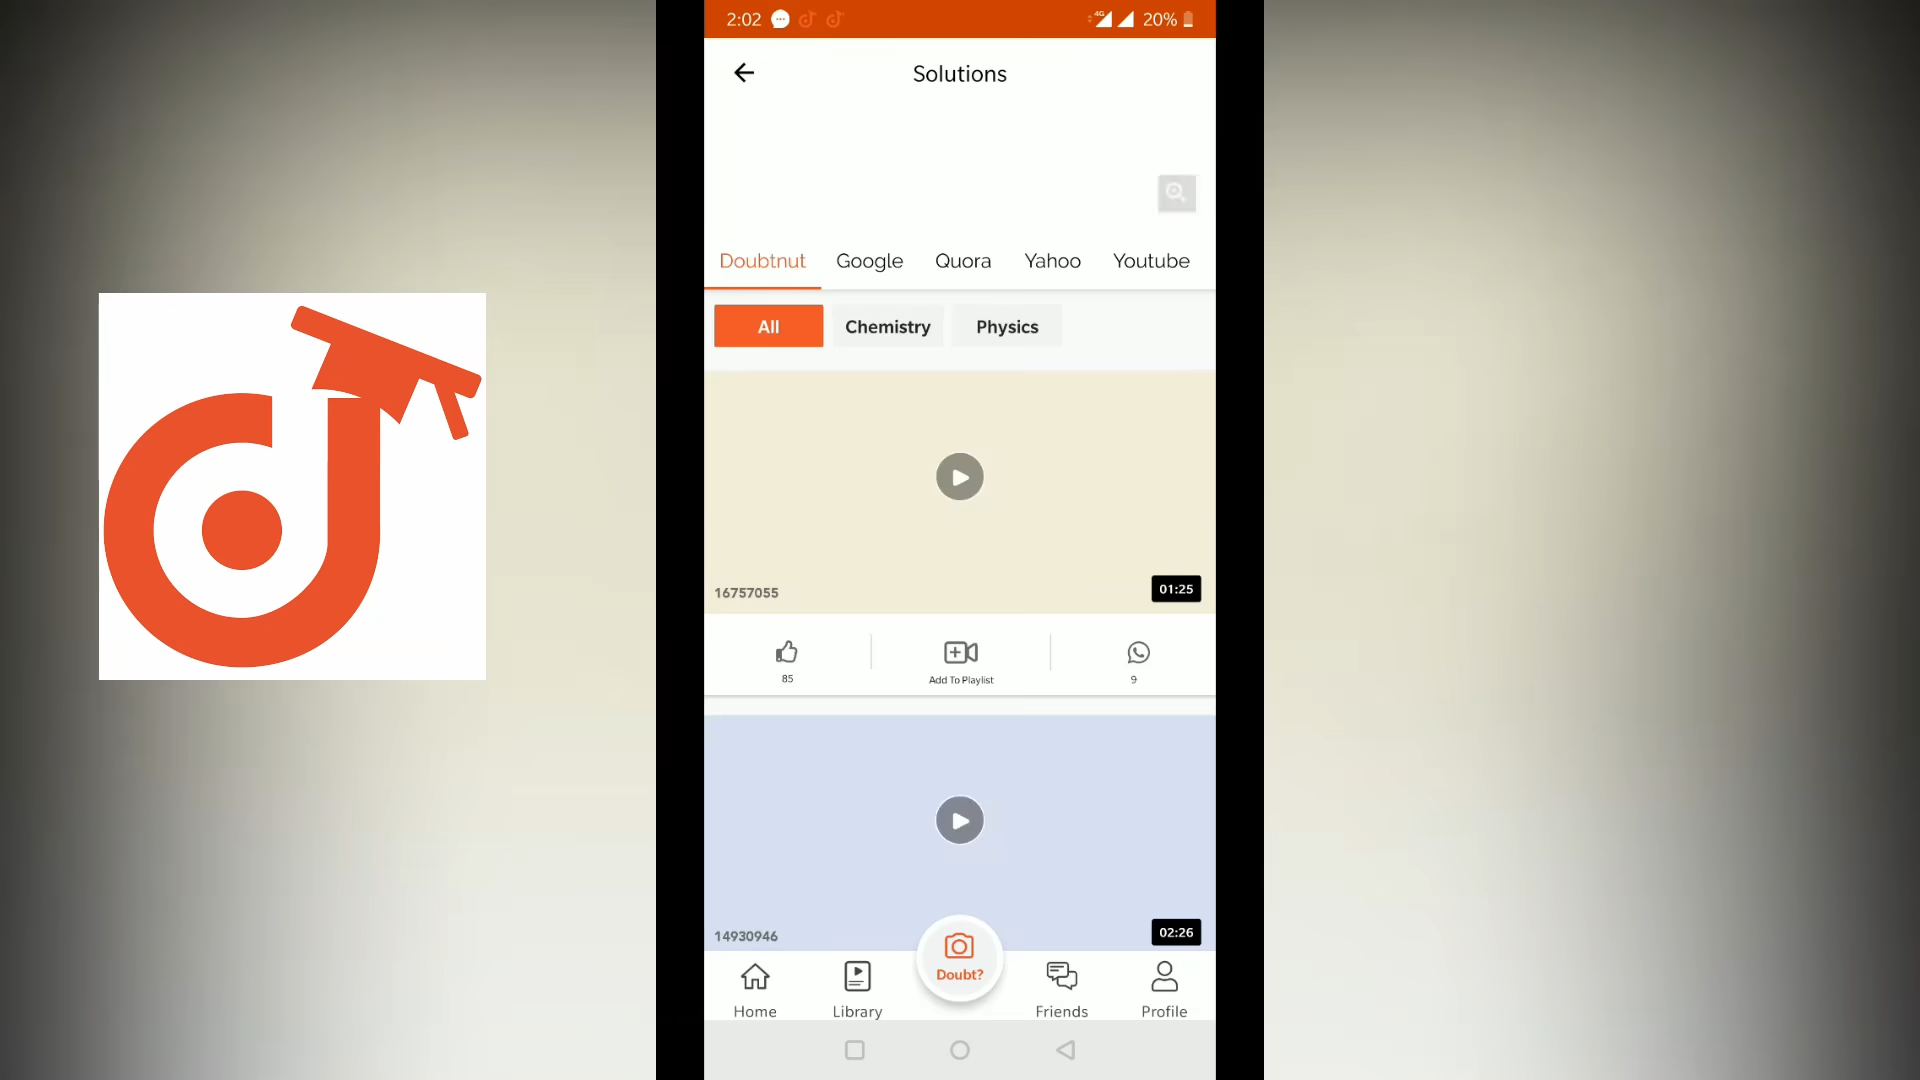 2:02 4G 20%
Solutions
Doubtnut Google Quora Yahoo Youtube
All Chemistry Physics
16757055 01:25
85 Add To Playlist 9
14930946 02:26
Doubt?
Home Library Friends Profile